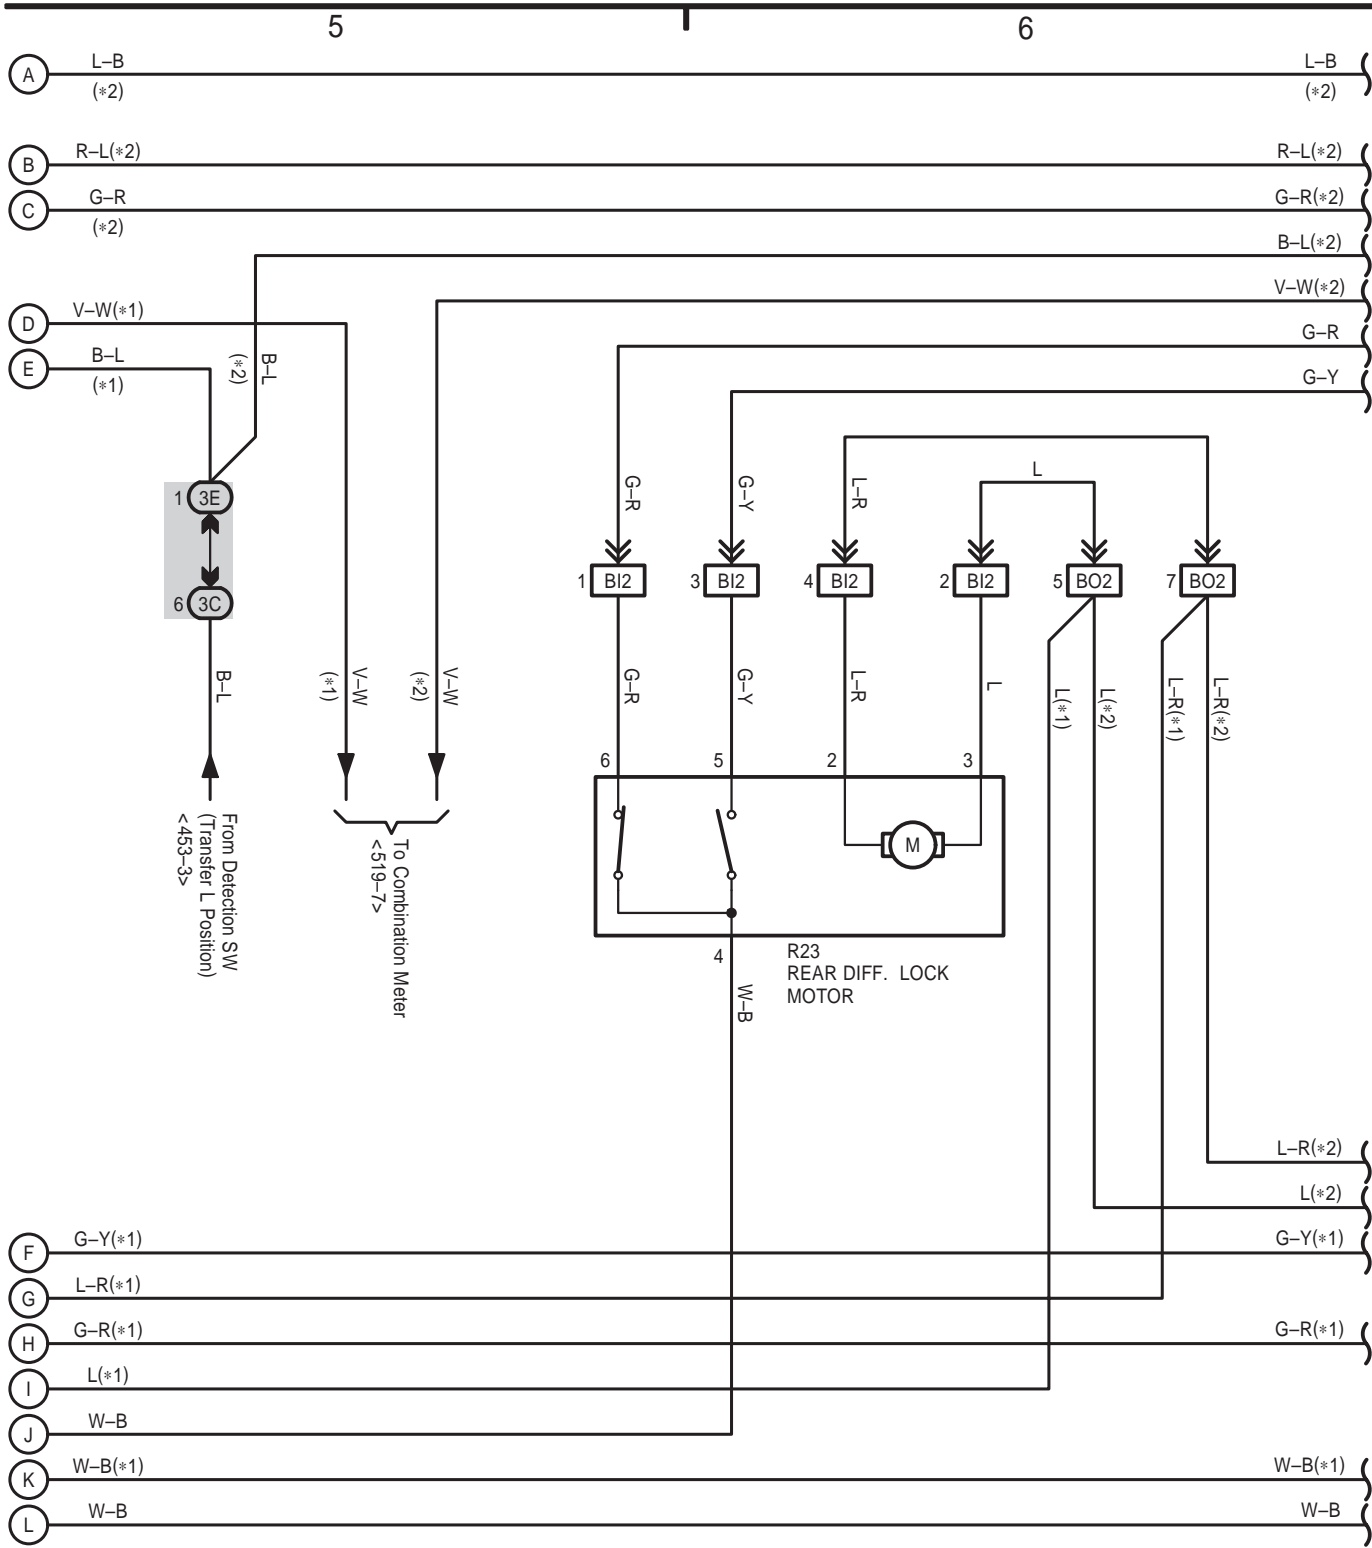 5
6
A
L–B
(*2)
L–B
(*2)
B
R–L(*2)
R–L(*2)
C
G–R
(*2)
G–R(*2)
B–L(*2)
V–W(*2)
D
V–W(*1)
G–R
E
B–L
(*1)
G–Y
B–L
(*2)
L
G–R
G–Y
L–R
1
3E
1
BI2
3
BI2
4
BI2
2
BI2
5
BO2
7
BO2
6
3C
B–L
V–W
(*1)
V–W
(*2)
G–R
G–Y
L–R
L
L(*1)
L(*2)
L–R(*1)
L–R(*2)
6
5
2
3
M
From Detection SW
(Transfer L Position)
<453–3>
To Combination Meter
<519–7>
4
R23
REAR DIFF. LOCK
MOTOR
W–B
L–R(*2)
L(*2)
F
G–Y(*1)
G–Y(*1)
G
L–R(*1)
H
G–R(*1)
G–R(*1)
I
L(*1)
J
W–B
K
W–B(*1)
W–B(*1)
L
W–B
W–B